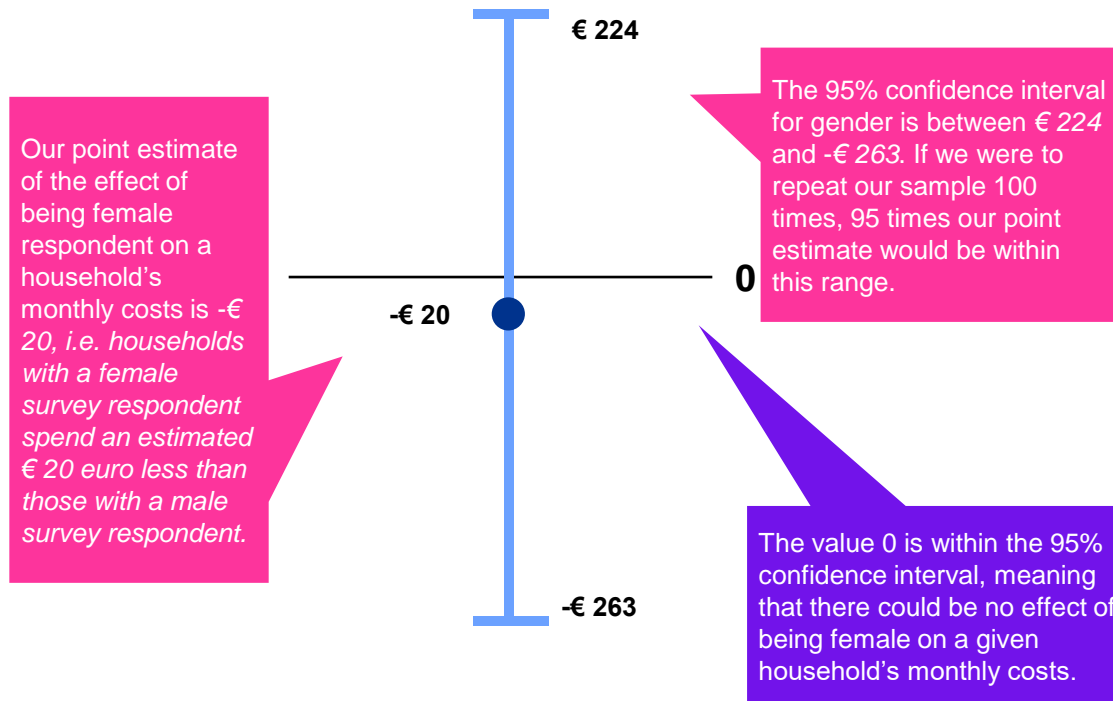 € 224
The 95% confidence interval
for gender is between € 224
and -€ 263. If we were to
repeat our sample 100
times, 95 times our point
estimate would be within
this range.
Our point estimate
of the effect of
being female
respondent on a
household’s
monthly costs is -€
20, i.e. households
with a female
survey respondent
spend an estimated
€ 20 euro less than
those with a male
survey respondent.
0
-€ 20
-€ 263
The value 0 is within the 95%
confidence interval, meaning
that there could be no effect of
being female on a given
household’s monthly costs.